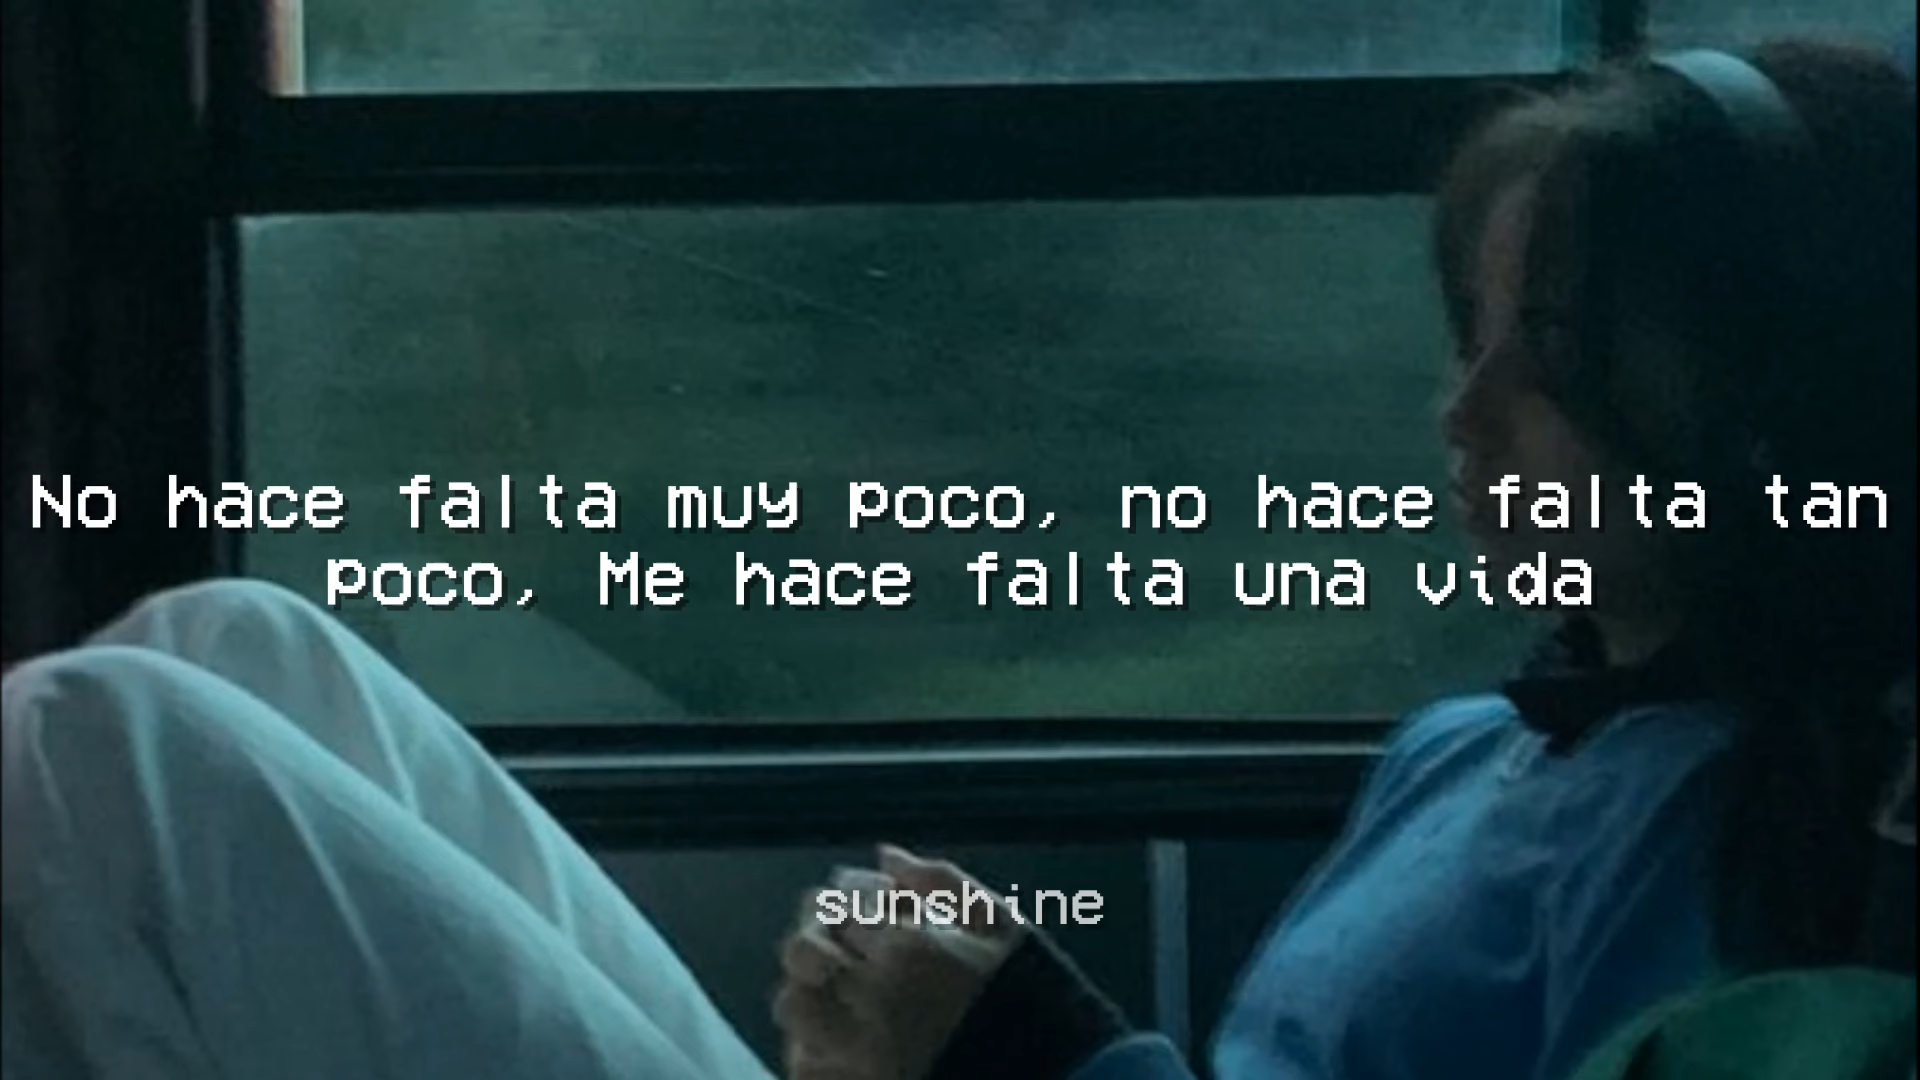 No hace falta muy poco, no hace falta tan
poco, Me hace falta una vida
sunshine